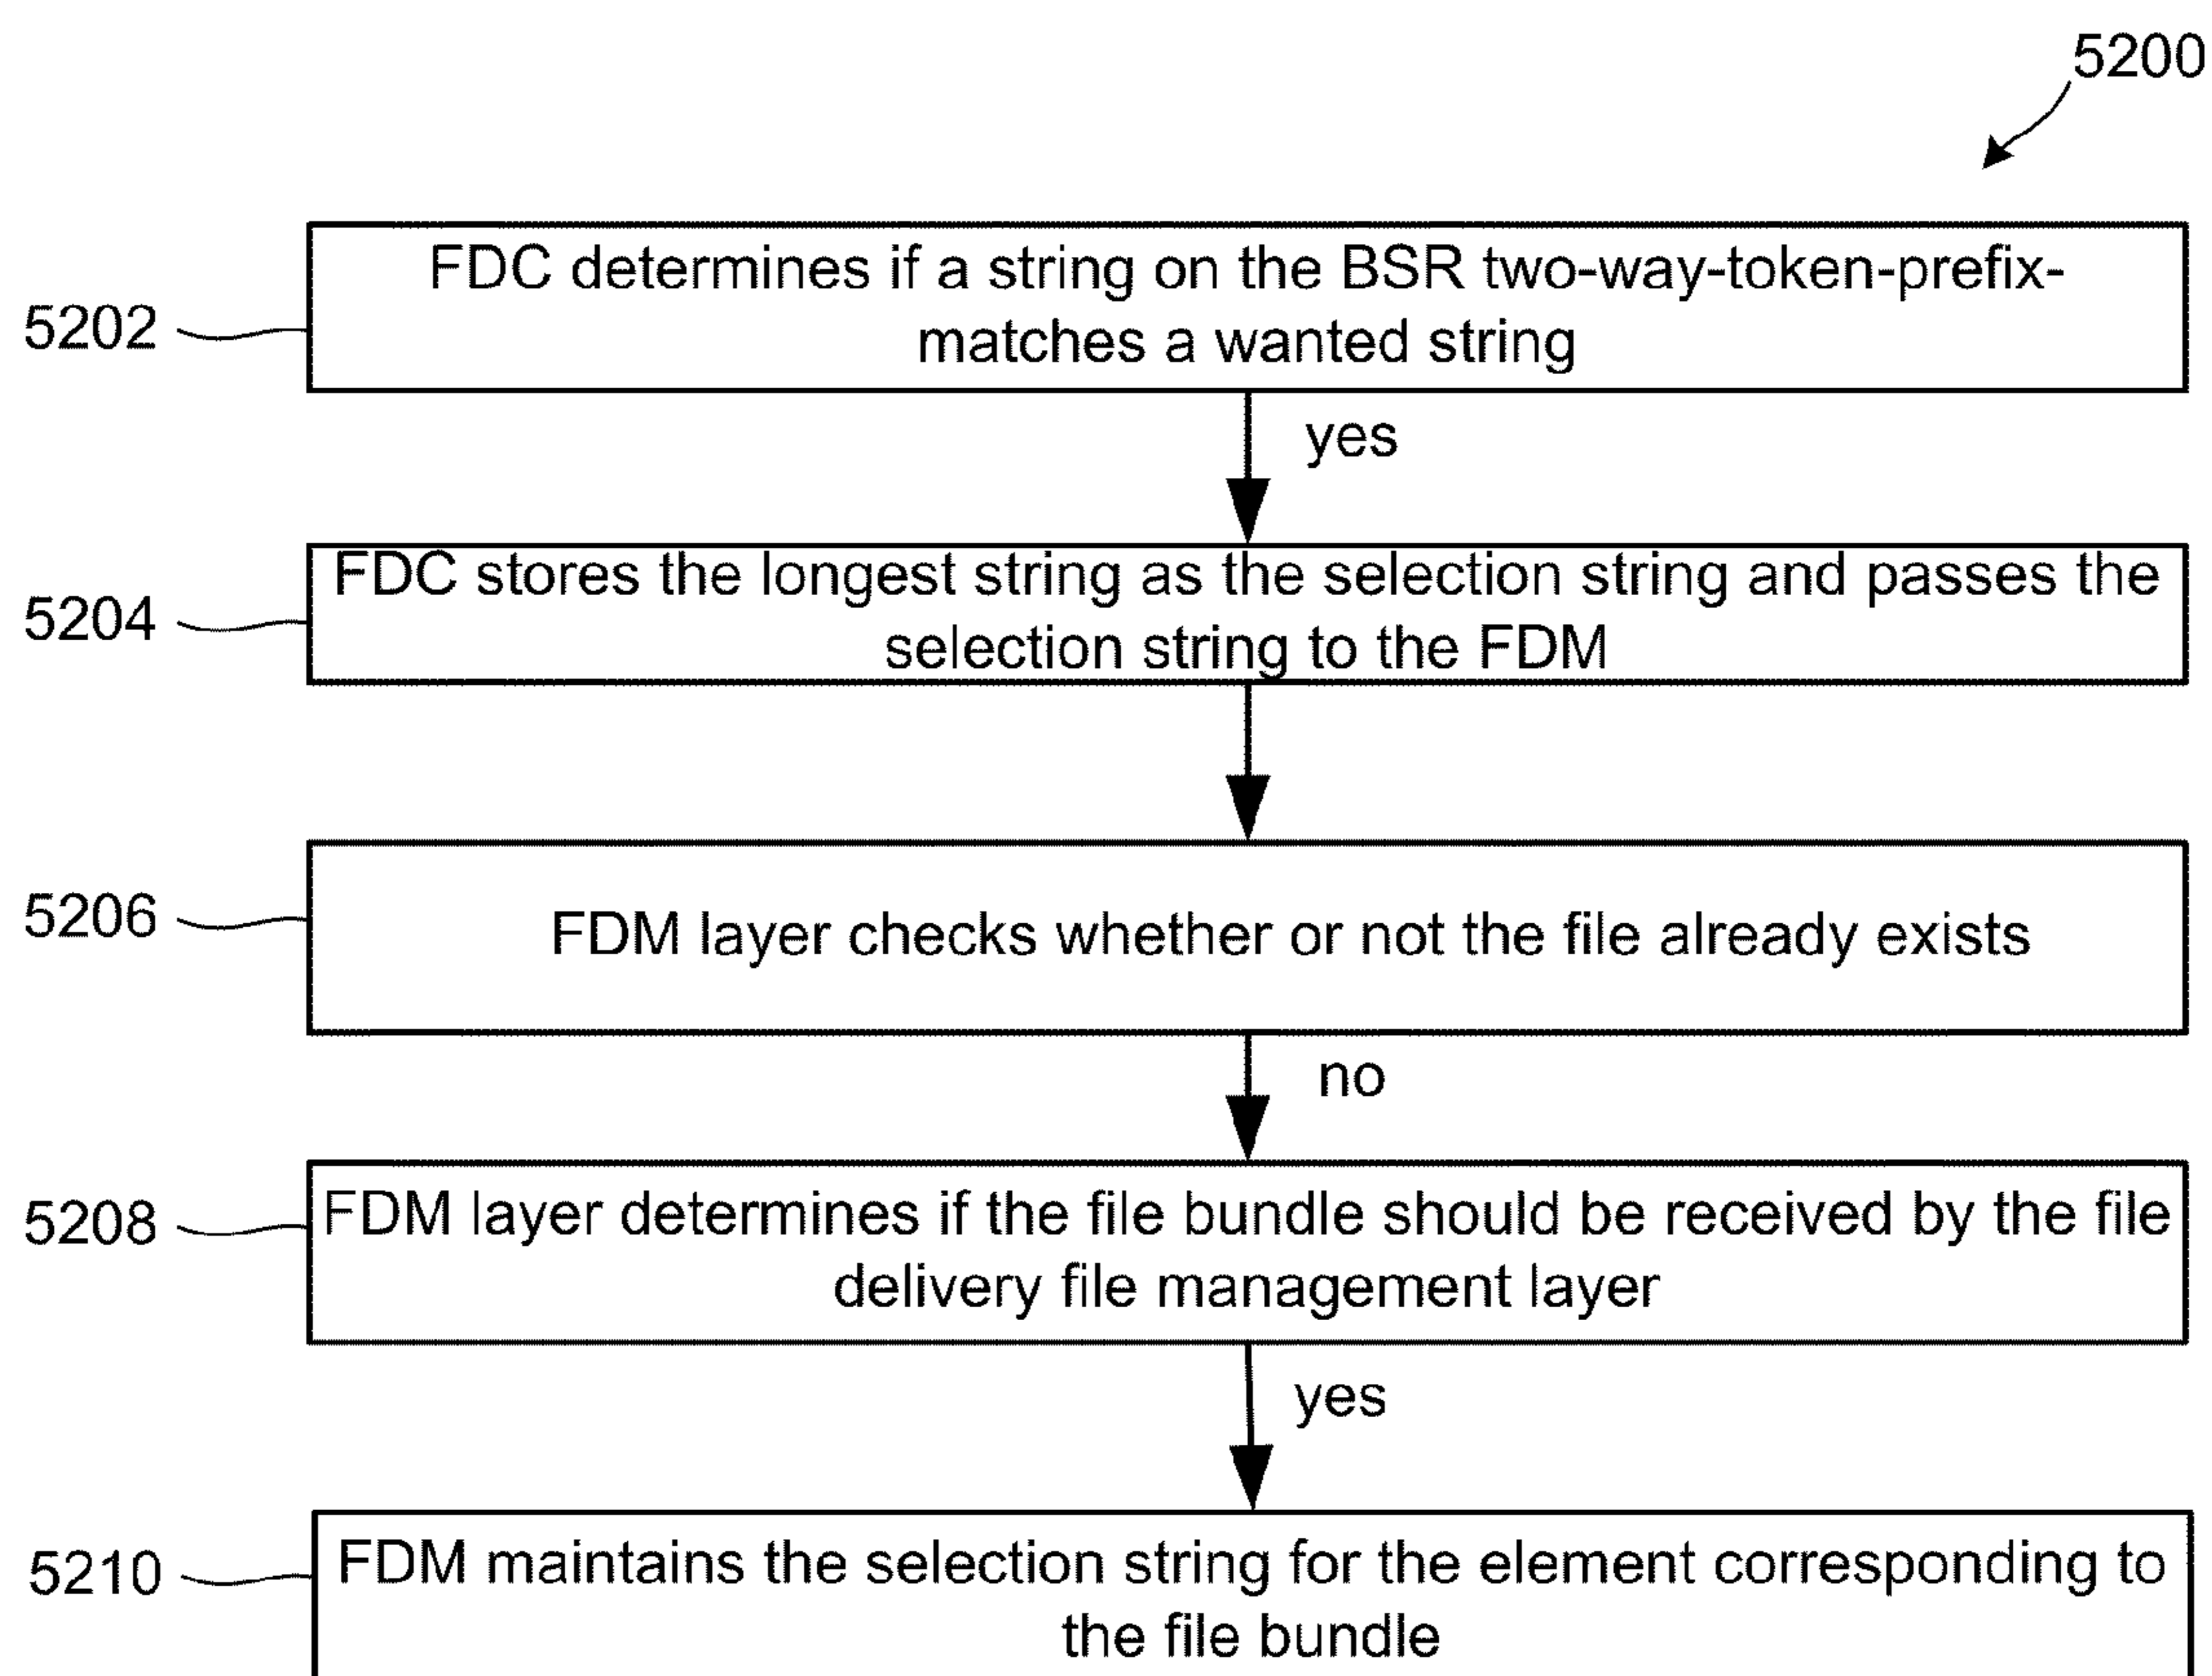 5200
5202
FDC determines if a string on the BSR two-way-token-prefix-
matches a wanted string
yes
5204
FDC stores the longest string as the selection string and passes the
selection string to the FDM
5206
FDM layer checks whether or not the file already exists
no
5208
FDM layer determines if the file bundle should be received by the file
delivery file management layer
yes
5210
FDM maintains the selection string for the element corresponding to
the file bundle